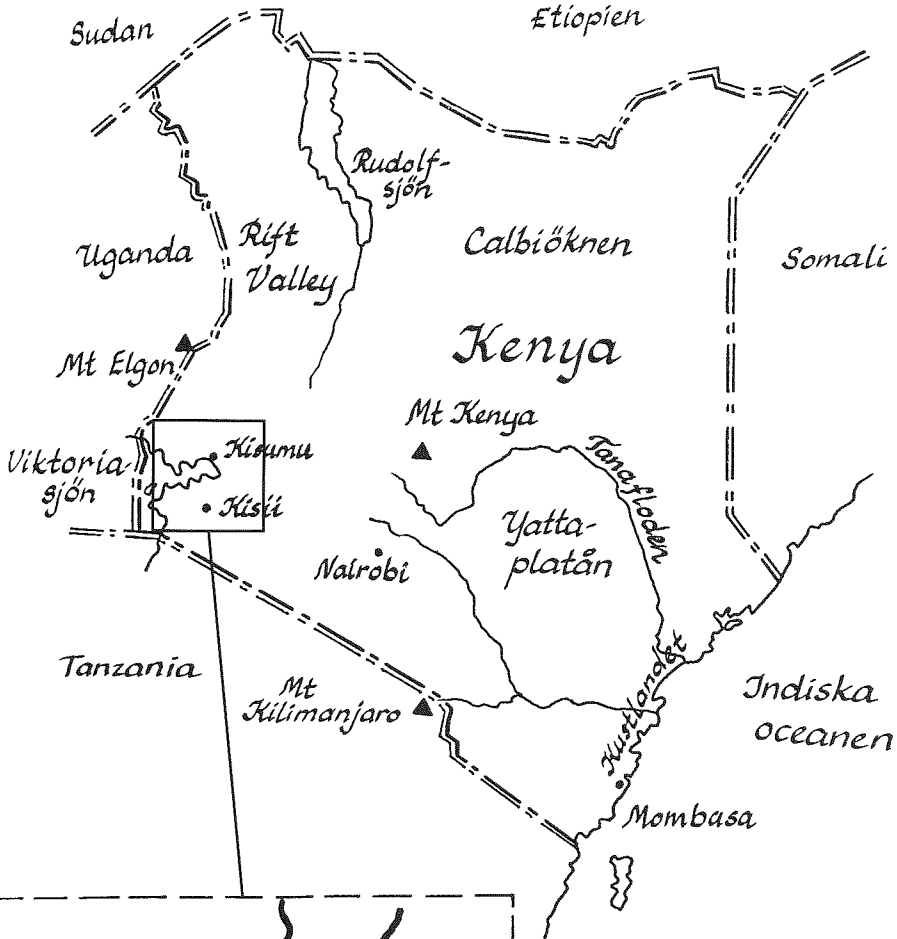 Sudan
Etiopien
Rudolf-
sjön
Uganda
Rift
Valley
Calbiöknen
Somali
Kenya
Mt Elgon
Mt Kenya
Viktoria-
sjön
Kisumu
Kisii
Tanafloden
Yatta-
platån
Nairobi
Tanzania
Mt
Kilimanjaro
Kustlandet
Indiska
oceanen
Mombasa